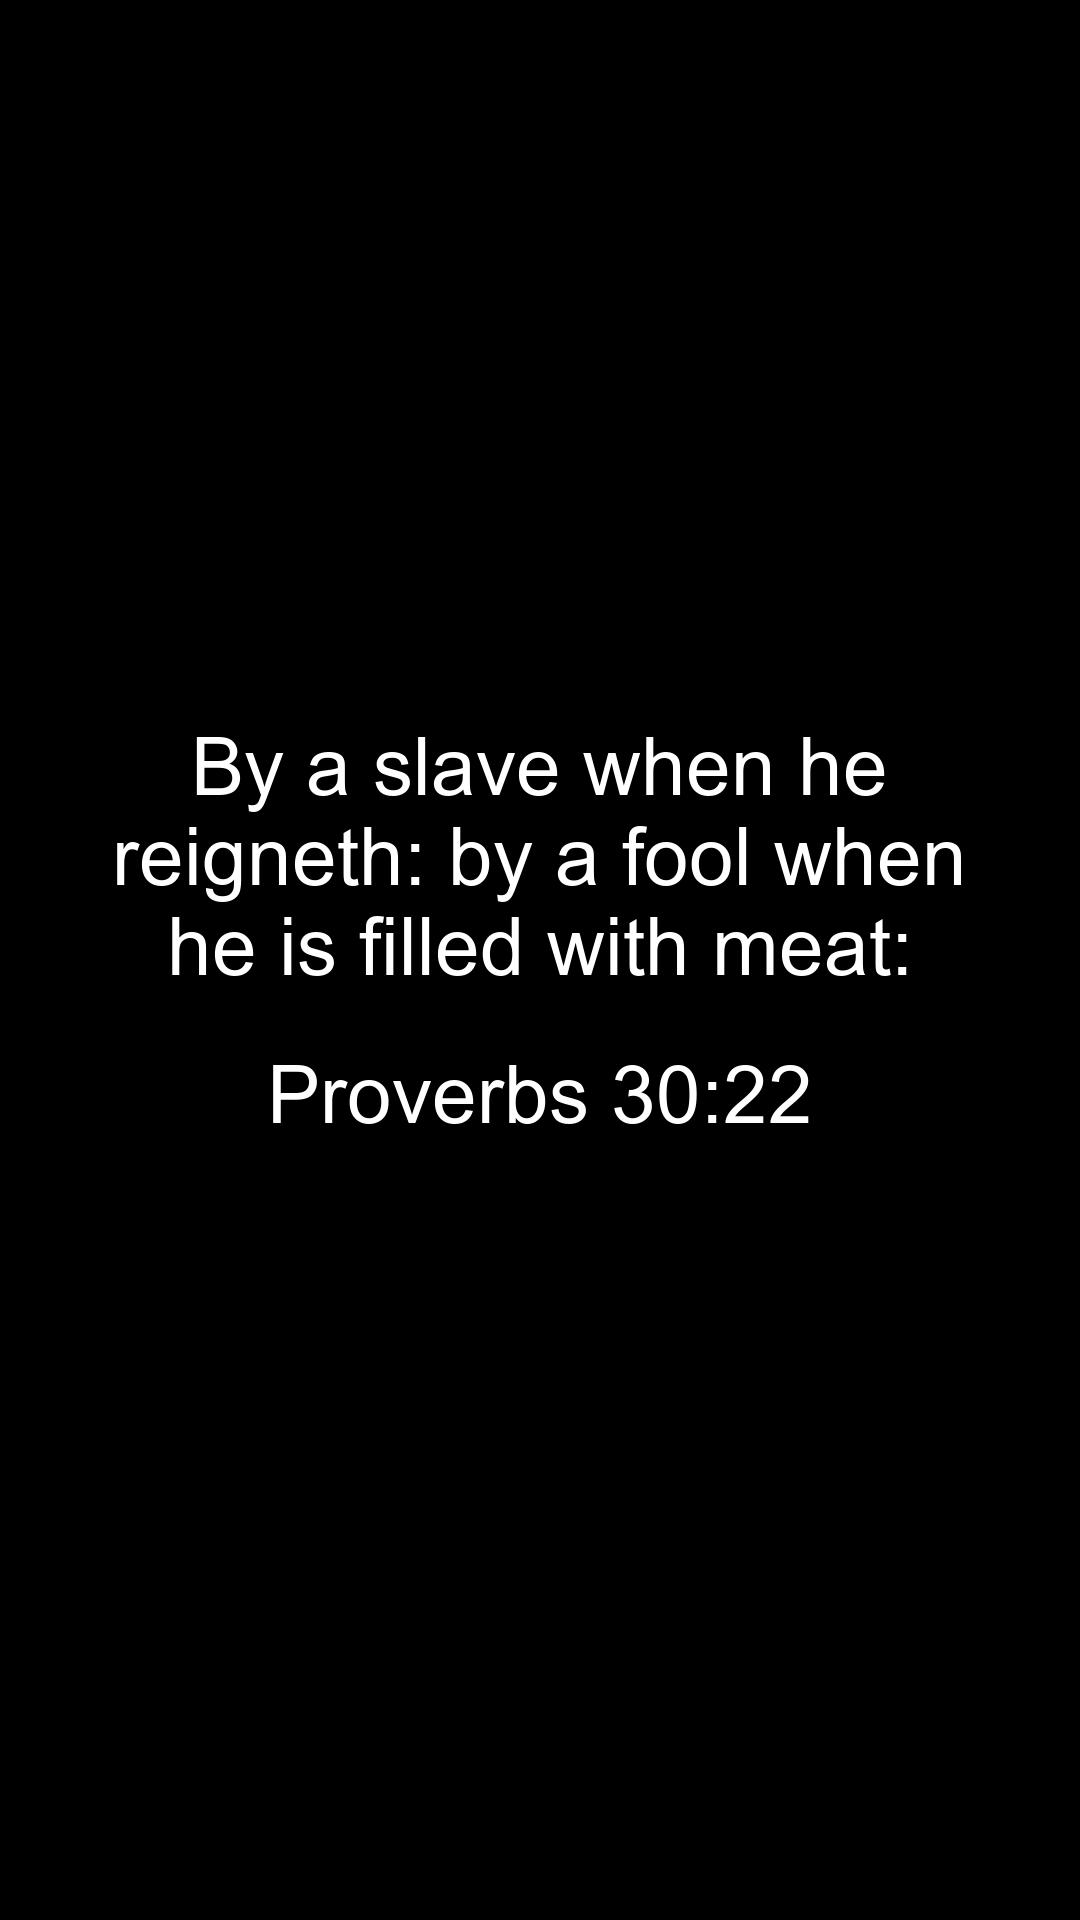 By a slave when he
reigneth: by a fool when
he is filled with meat:
Proverbs 30:22